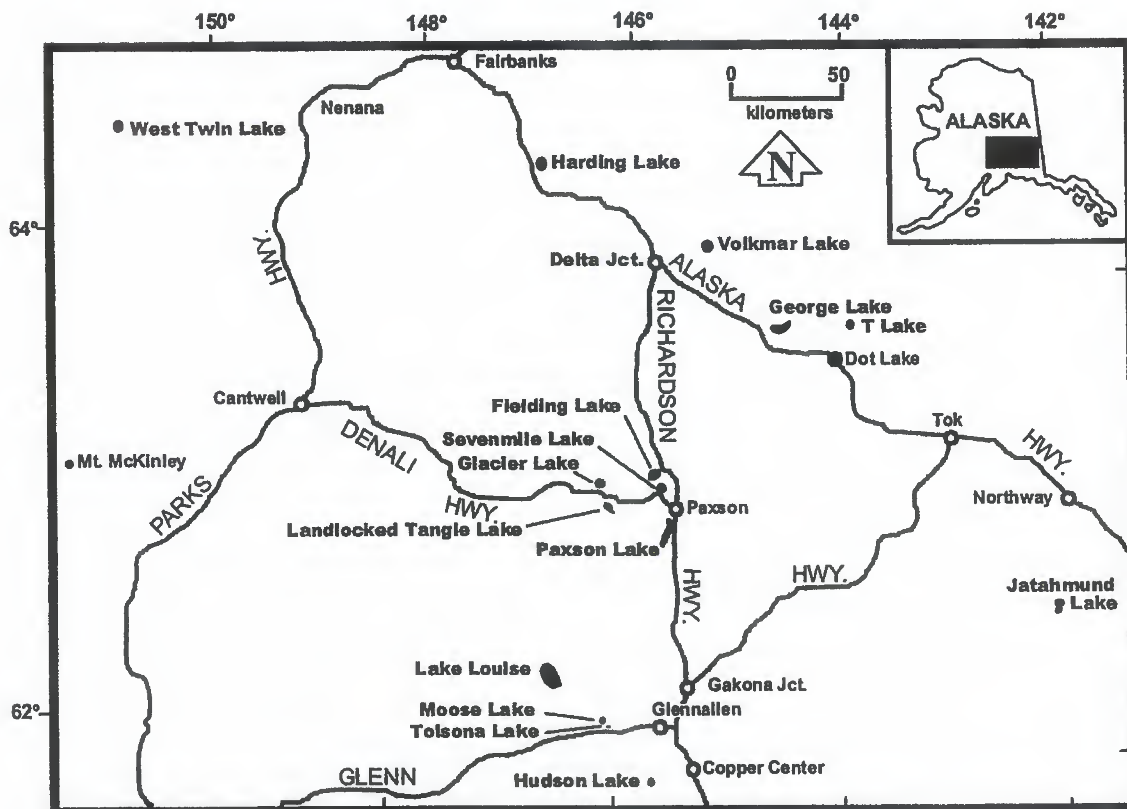 150° 148° 146° 144° 142°
Fairbanks
0 50
kilometers
Nenana
West Twin Lake
ALASKA
Harding Lake
N
64°
HWY.
Volkmar Lake
Delta Jct.
ALASKA
RICHARDSON
George Lake
T Lake
Dot Lake
Cantwell
Fielding Lake
Tok
DENALI
Sevenmile Lake
HWY.
Mt. McKinley
Glacier Lake
Northway
PARKS
HWY.
Paxson
Landlocked Tangle Lake
Paxson Lake
HWY.
HWY.
Jatahmund
Lake
Lake Louise
Gakona Jct.
62°
Moose Lake
Glennallen
Tolsona Lake
GLENN
Hudson Lake
Copper Center